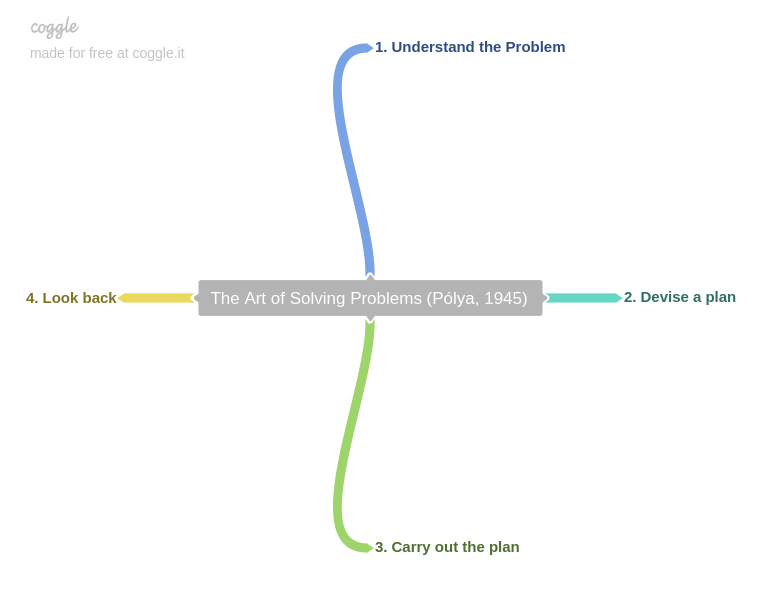 coggle
made for free at coggle.it
1. Understand the Problem
The Art of Solving Problems (Pólya, 1945)
2. Devise a plan
4. Look back
3. Carry out the plan